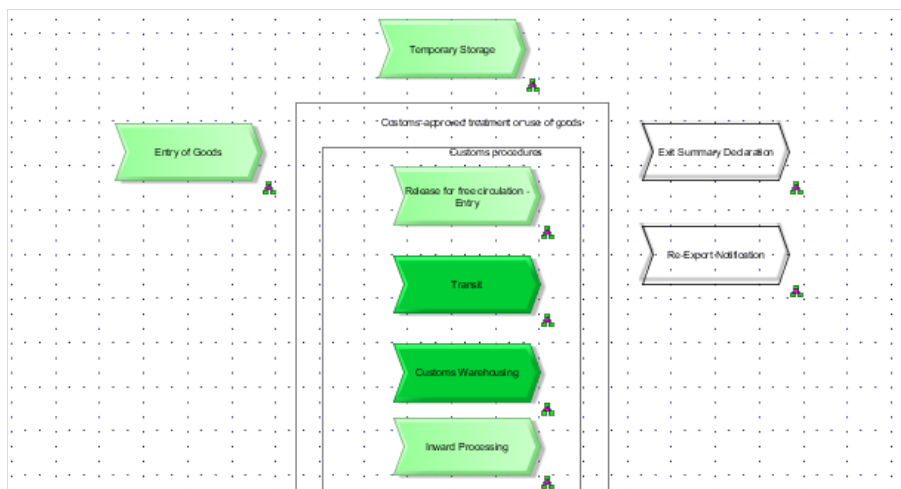 Temporary Storage
Customs-approved treatment or use of goods
Entry of Goods
Customs procedures
Exit Summary Declaration
Release for free circulation -
Entry
Re-Export Notification
Transit
Customs Warehousing
Inward Processing